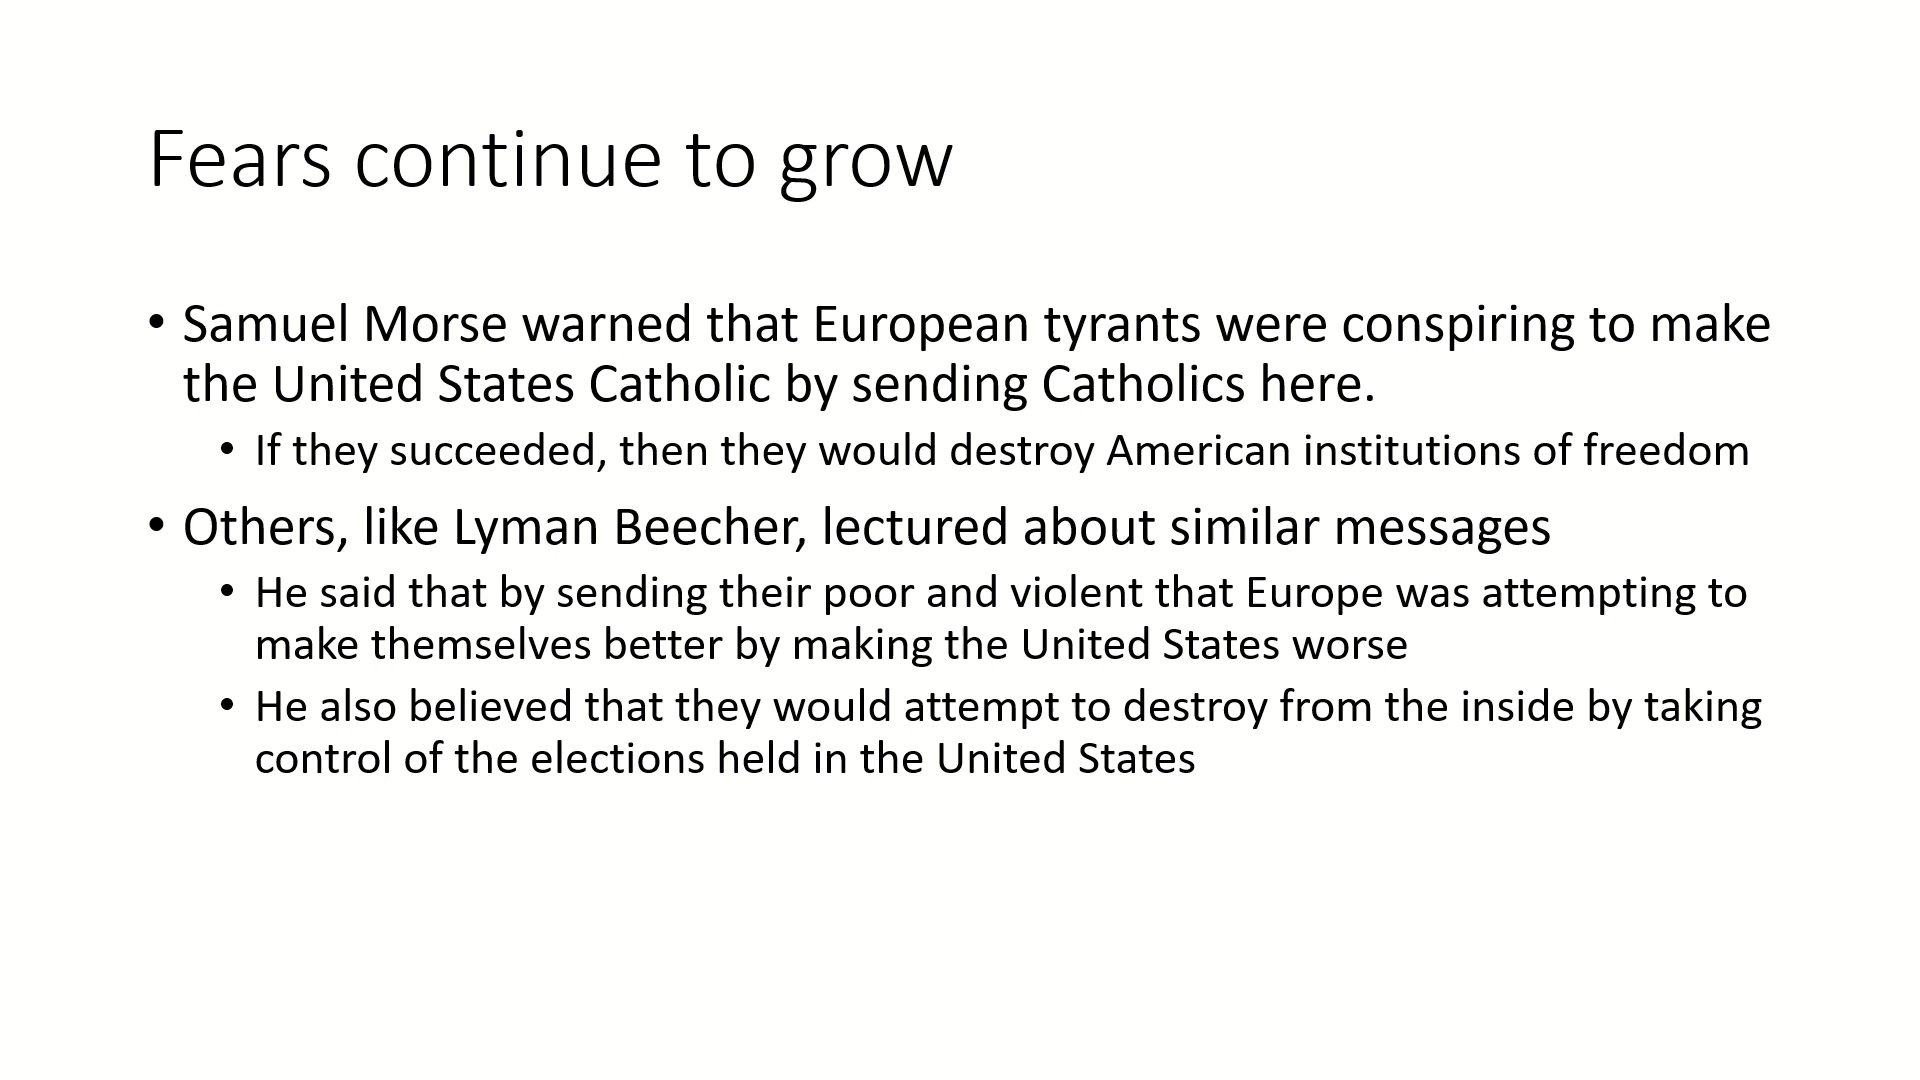 Fears continue to grow
• Samuel Morse warned that European tyrants were conspiring to make
the United States Catholic by sending Catholics here.
• If they succeeded, then they would destroy American institutions of freedom
• Others, like Lyman Beecher, lectured about similar messages
• He said that by sending their poor and violent that Europe was attempting to
make themselves better by making the United States worse
• He also believed that they would attempt to destroy from the inside by taking
control of the elections held in the United States